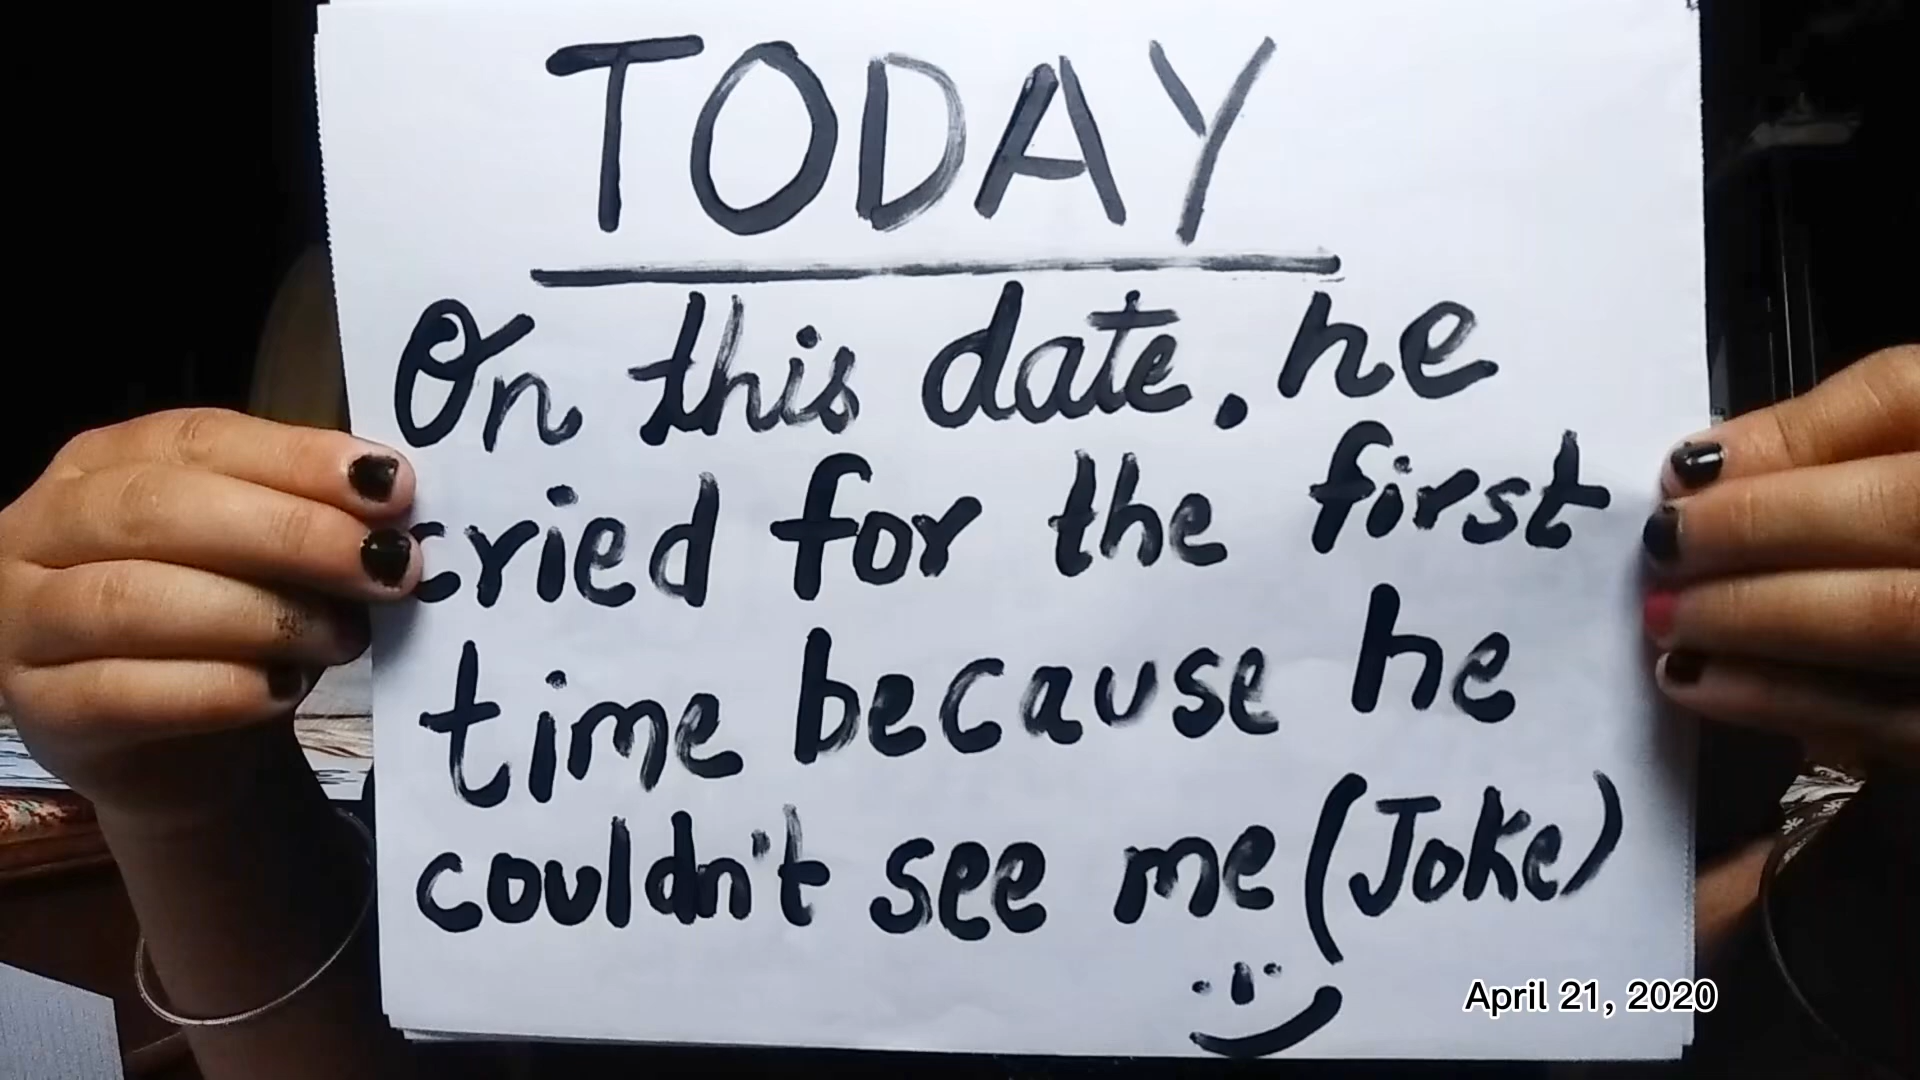 TODAY
On this date, he
cried for the first
time because he
couldn't see me (Joke)
April 21, 2020